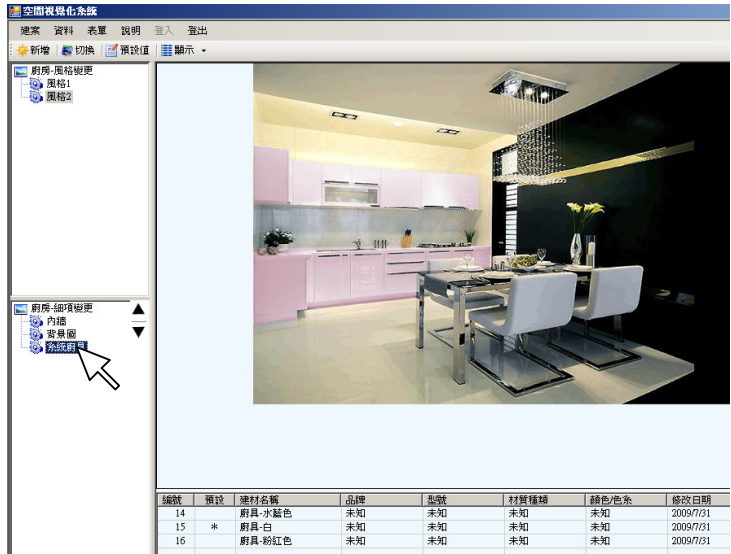 空間視覺化系統
建案 資料 表單 說明 登入 登出
新增 切換 預設值 顯示
廚房-風格變更
風格1
風格2
廚房-細項變更
內牆
背景圖
系統廚具
編號 預設 建材名稱 品牌 型號 材質種類 顏色/色系 修改日期
14 廚具-水藍色 未知 未知 未知 未知 2009/7/31
15 * 廚具-白 未知 未知 未知 未知 2009/7/31
16 廚具-粉紅色 未知 未知 未知 未知 2009/7/31